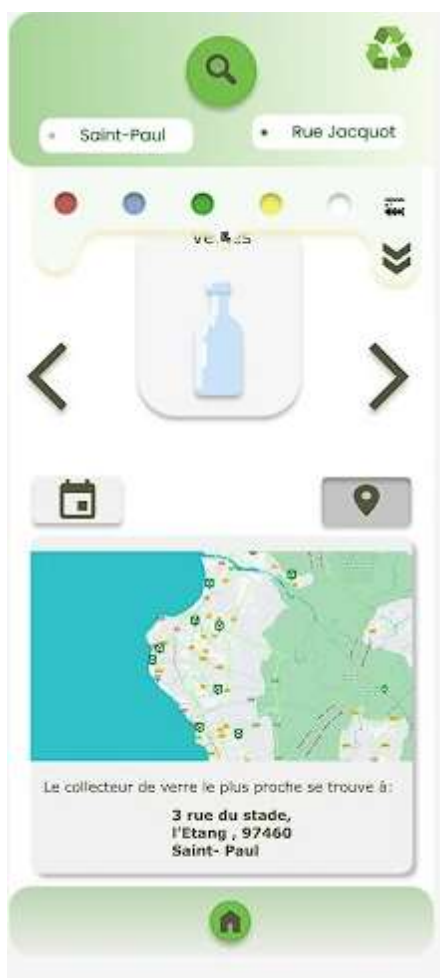 Saint-Paul
Rue Jacquot
Le collecteur de verre le plus proche se trouve à:
3 rue du stade,
l'Etang , 97460
Saint- Paul